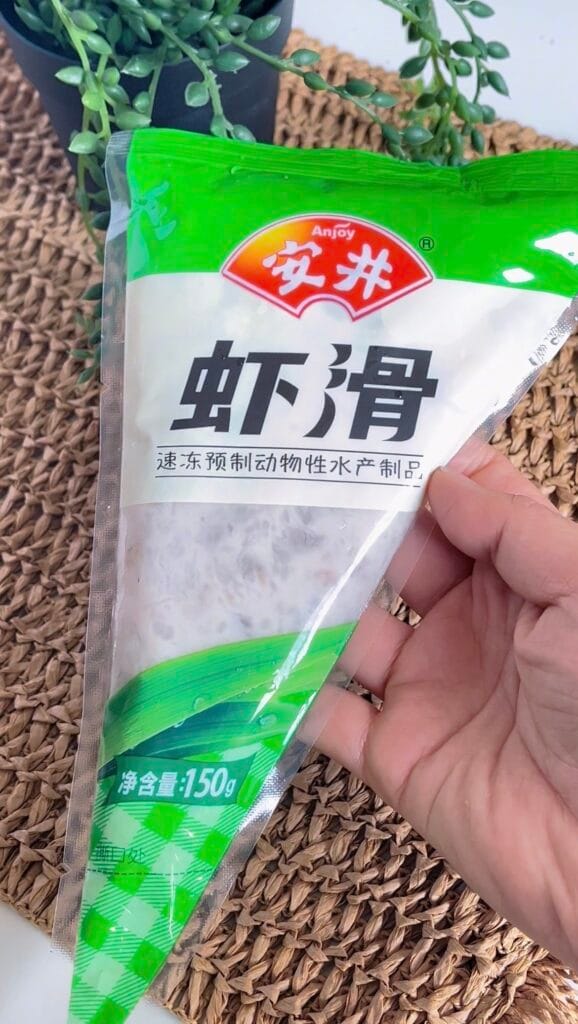 Anjoy
安井®
虾滑
速冻预制动物性水产制品
净含量:150g